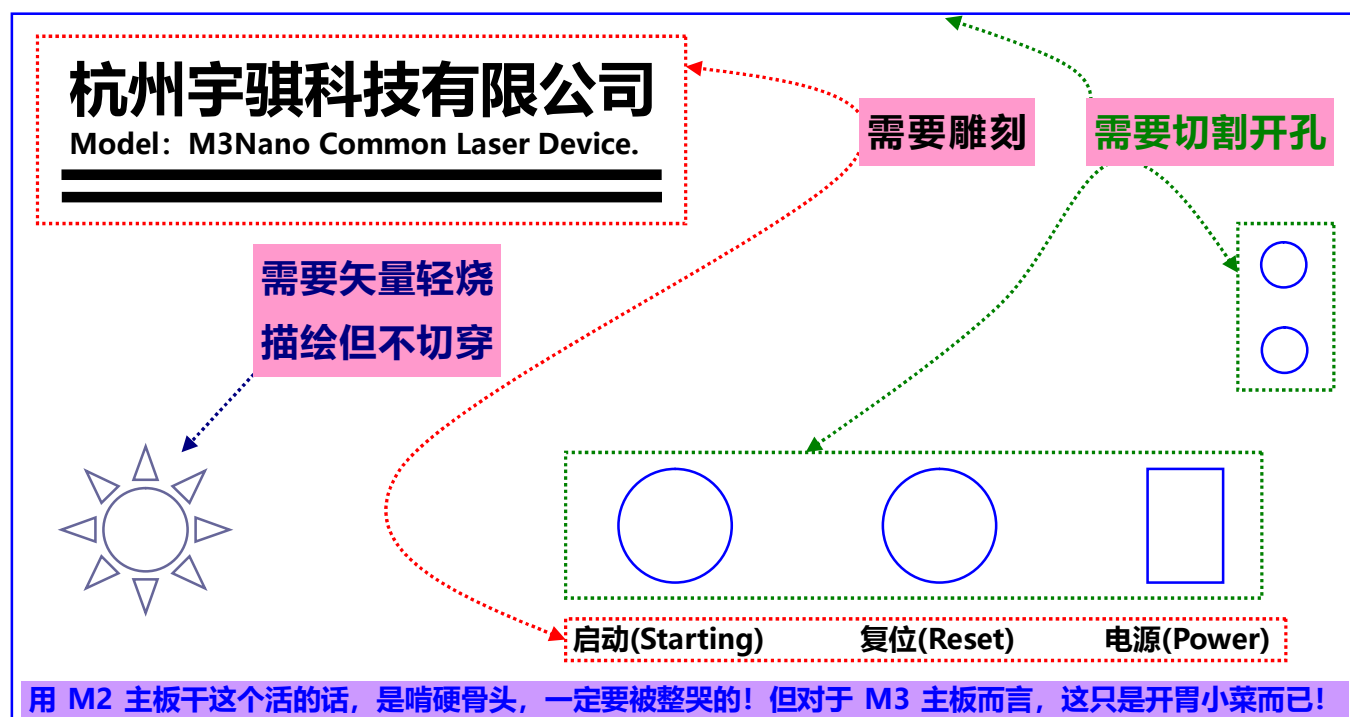 杭州宇骐科技有限公司
Model：M3Nano Common Laser Device.
需要雕刻
需要切割开孔
需要矢量轻烧
描绘但不切穿
启动(Starting)
复位(Reset)
电源(Power)
用 M2 主板干这个活的话，是啃硬骨头，一定要被整哭的！但对于 M3 主板而言，这只是开胃小菜而已！